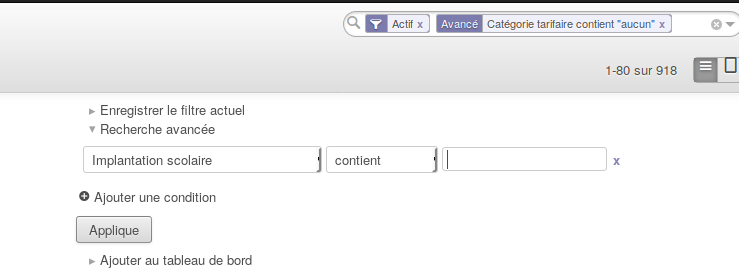 Actif x Avancé Catégorie tarifaire contient "aucun" x
1-80 sur 918
Enregistrer le filtre actuel
Recherche avancée
Implantation scolaire contient x
Ajouter une condition
Applique
Ajouter au tableau de bord